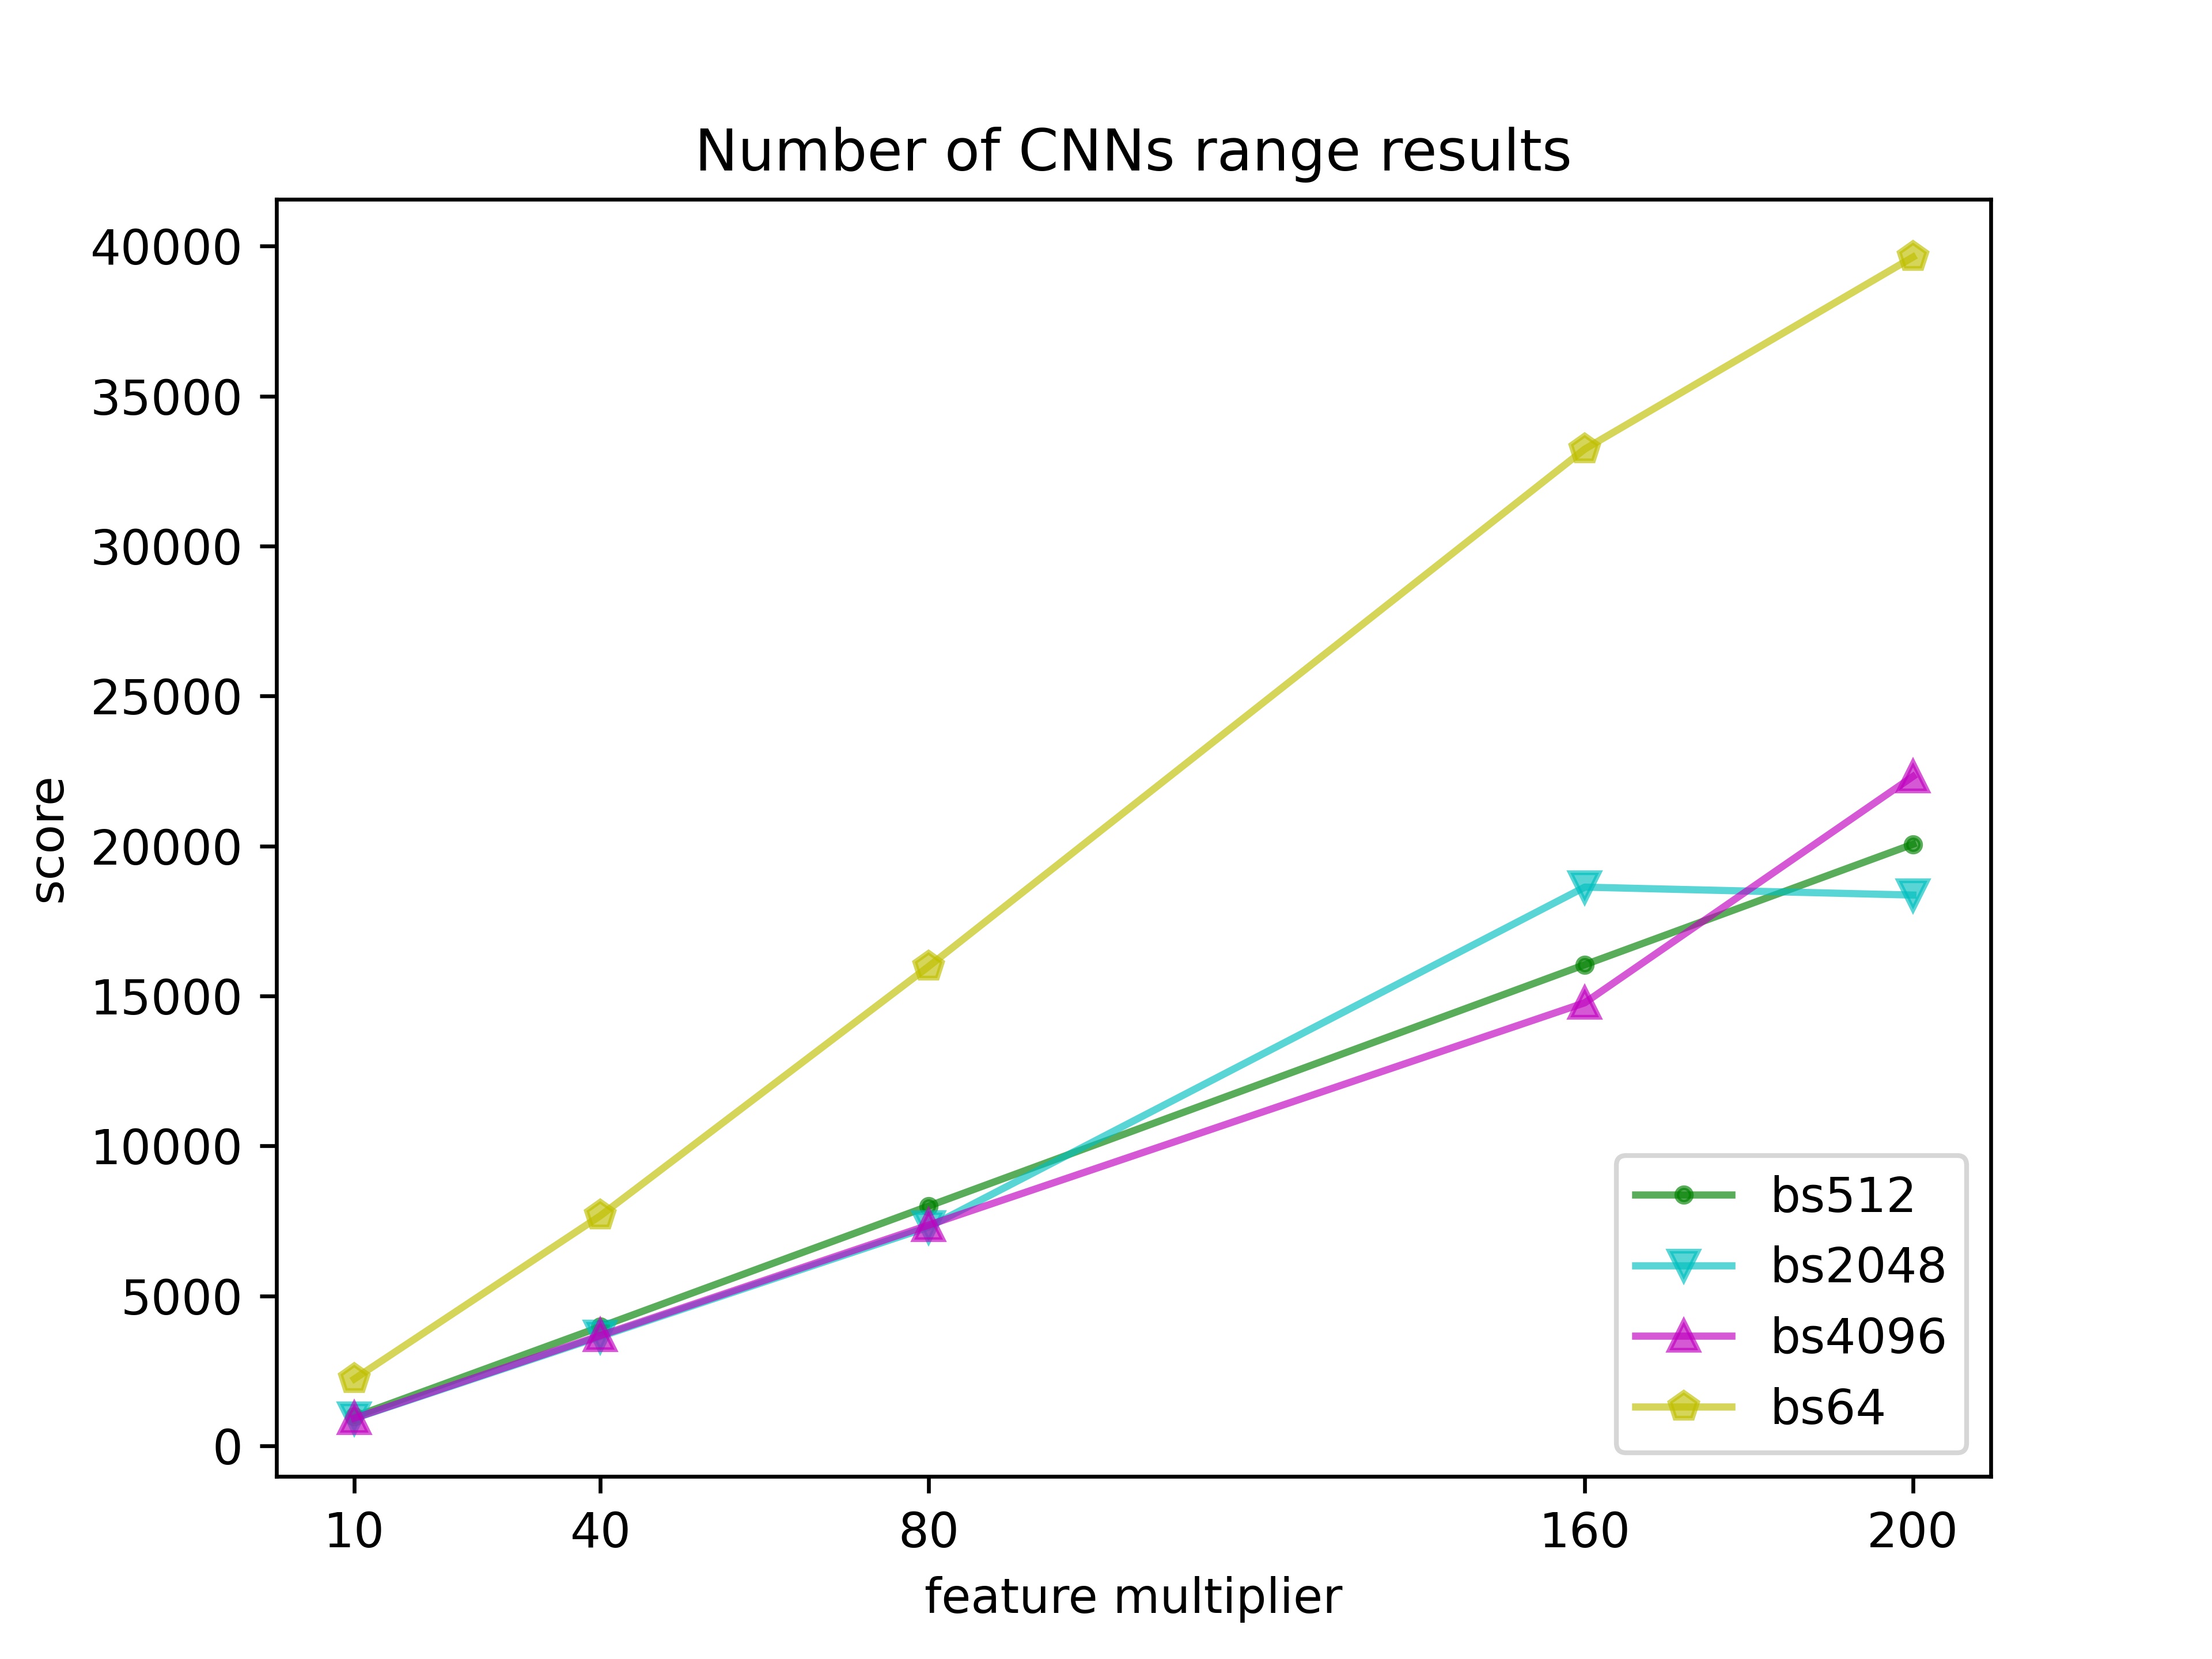 Number of CNNs range results
40000
35000
30000
25000
20000
15000
10000
5000
0
score
10 40 80 160 200
feature multiplier
bs512
bs2048
bs4096
bs64